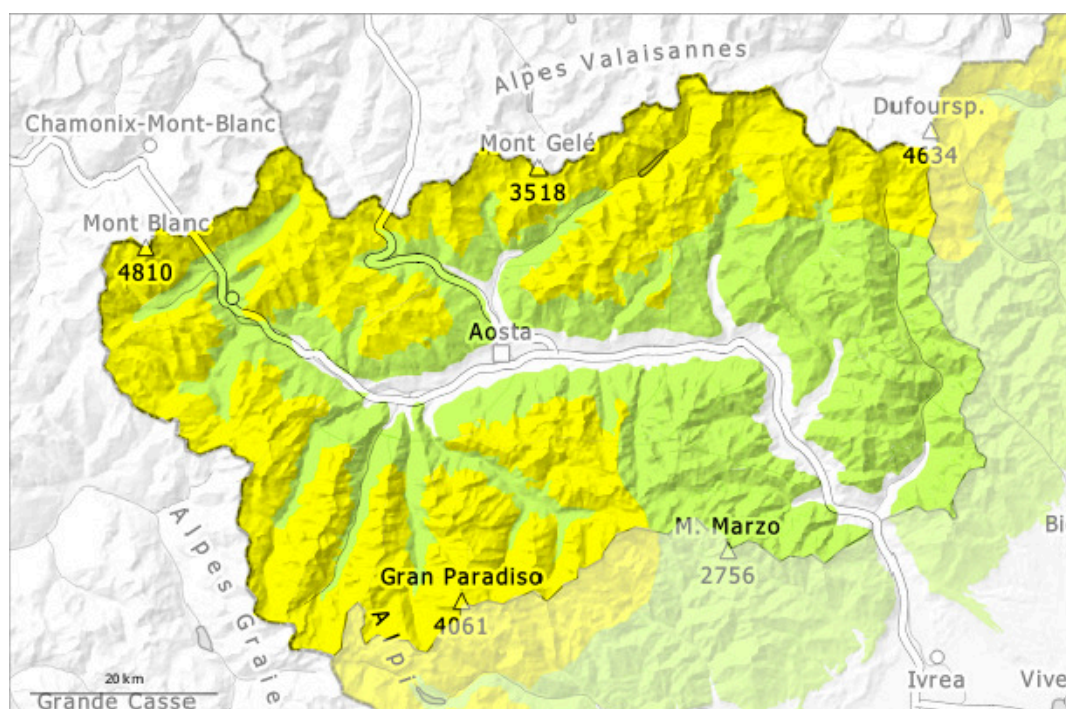 Alpes Valaisannes
Dufoursp.
4634
Chamonix-Mont-Blanc
Mont Gelé
3518
Mont Blanc
4810
Aosta
M. Marzo
2756
Alpes Graie
Gran Paradiso
4061
Alpi
Bi
20 km
Grande Casse
Ivrea
Vive